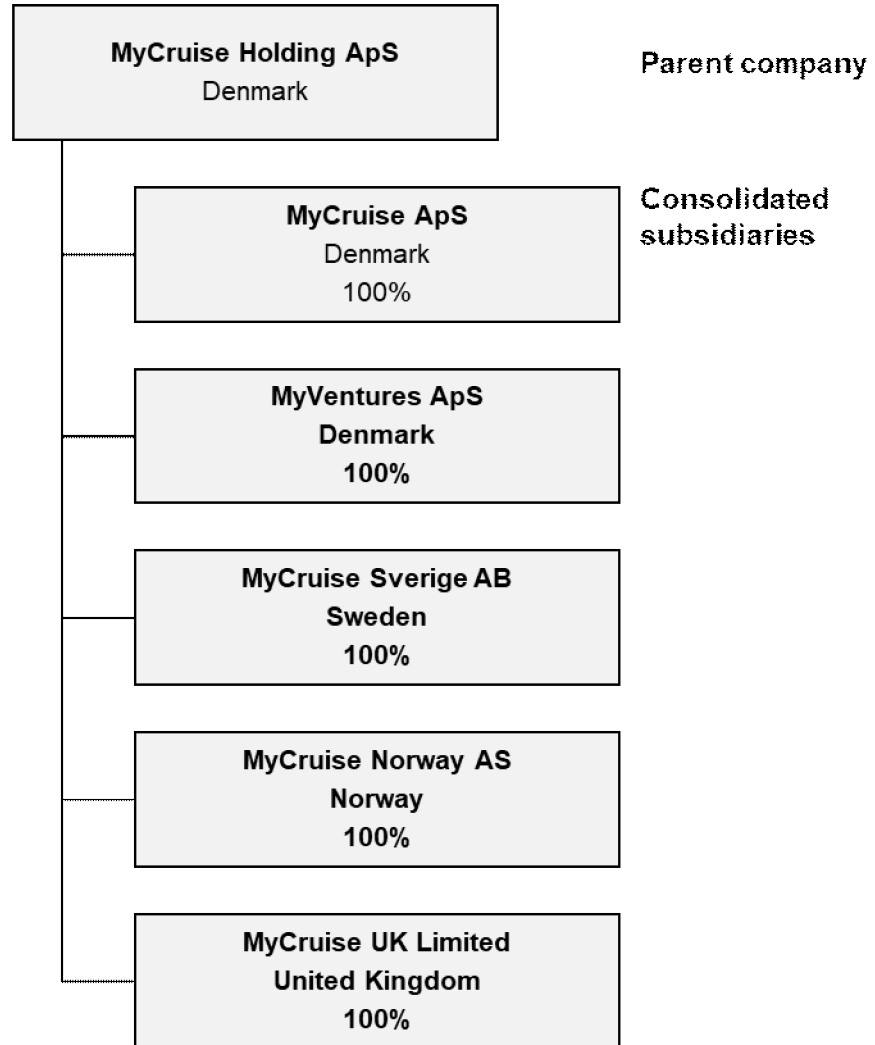 MyCruise Holding ApS
Denmark
Parent company
MyCruise ApS
Denmark
100%
Consolidated
subsidiaries
MyVentures ApS
Denmark
100%
MyCruise Sverige AB
Sweden
100%
MyCruise Norway AS
Norway
100%
MyCruise UK Limited
United Kingdom
100%